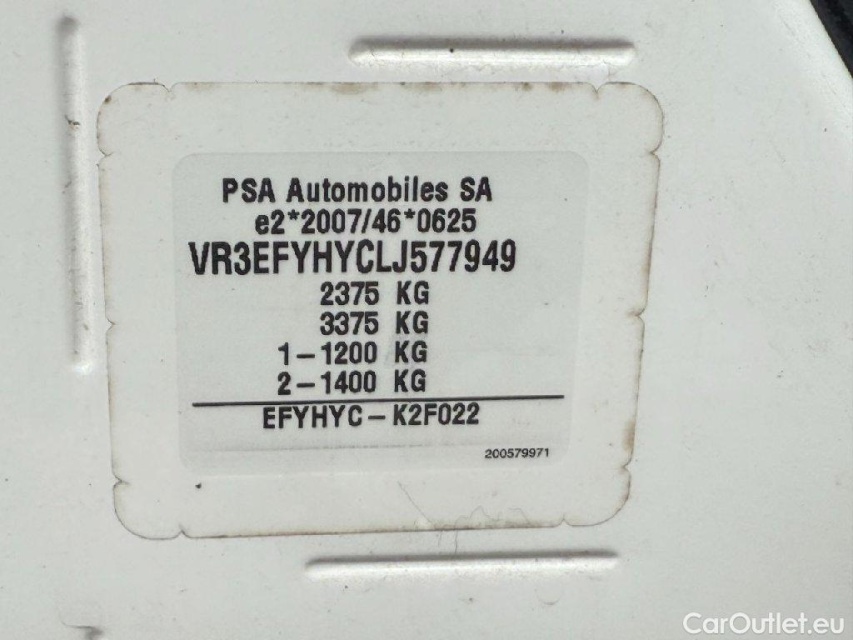 PSA Automobiles SA
e2*2007/46*0625
VR3EFYHYCLJ577949
2375 KG
3375 KG
1-1200 KG
2-1400 KG
EFYHYC-K2F022
200579971
CarOutlet.eu